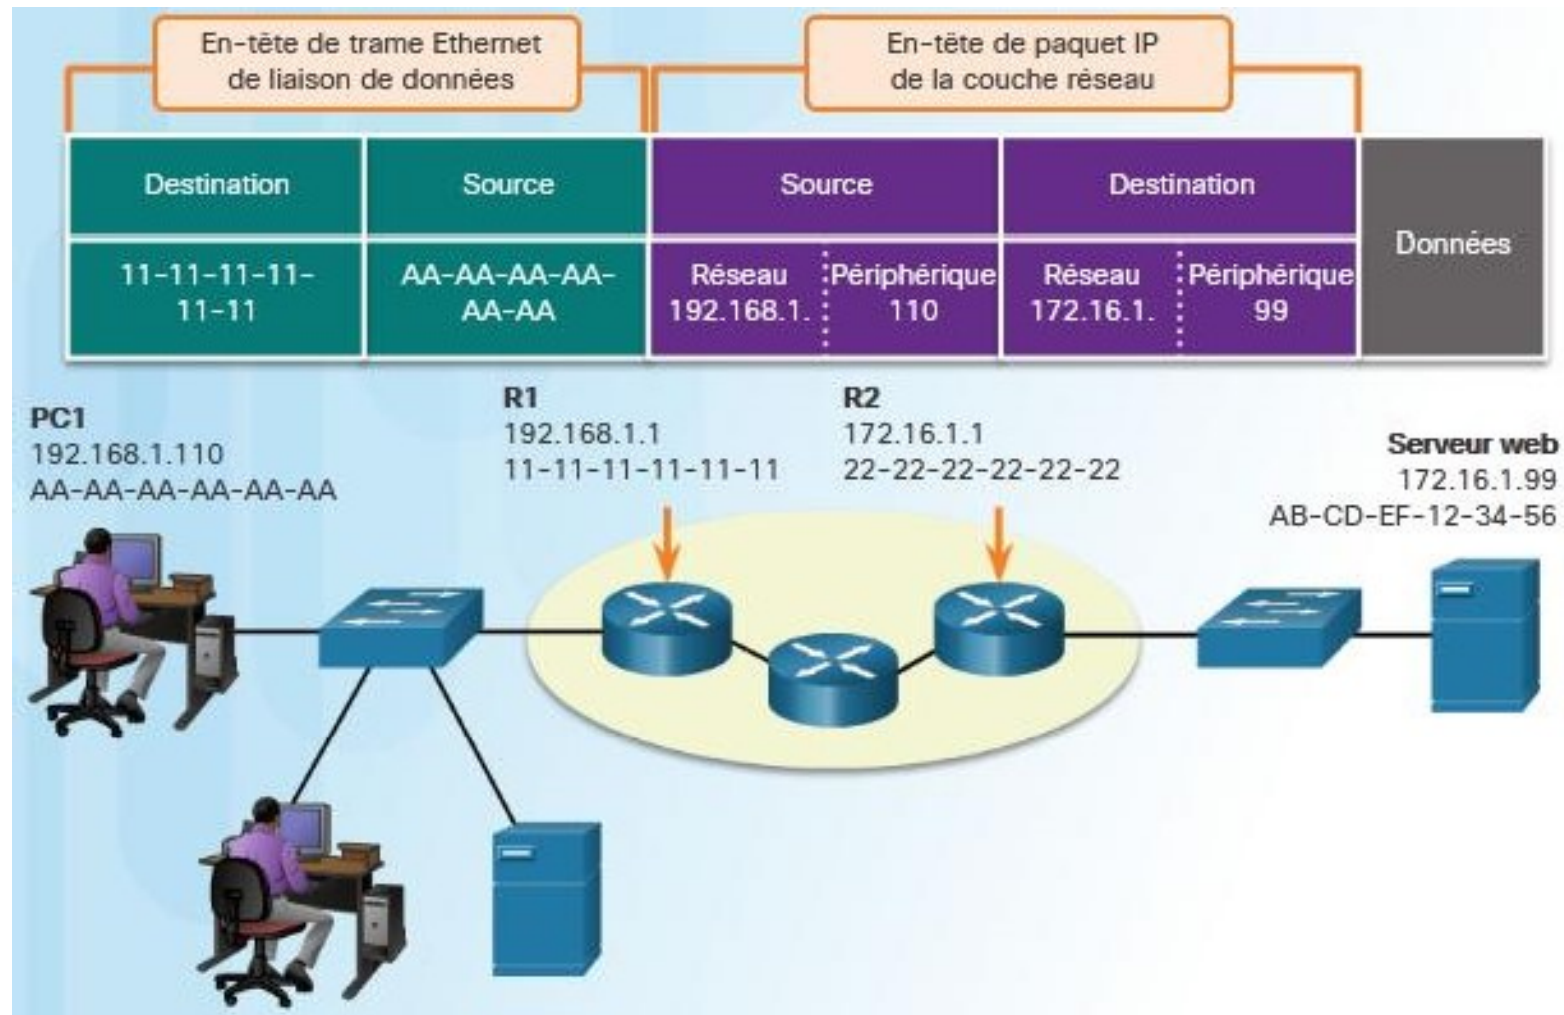 En-tête de trame Ethernet
de liaison de données
En-tête de paquet IP
de la couche réseau
Destination
Source
Source
Destination
Données
11-11-11-11-
11-11
AA-AA-AA-AA-
AA-AA
Réseau
192.168.1.
Périphérique
110
Réseau
172.16.1.
Périphérique
99
PC1
192.168.1.110
AA-AA-AA-AA-AA-AA
R1
192.168.1.1
11-11-11-11-11-11
R2
172.16.1.1
22-22-22-22-22-22
Serveur web
172.16.1.99
AB-CD-EF-12-34-56